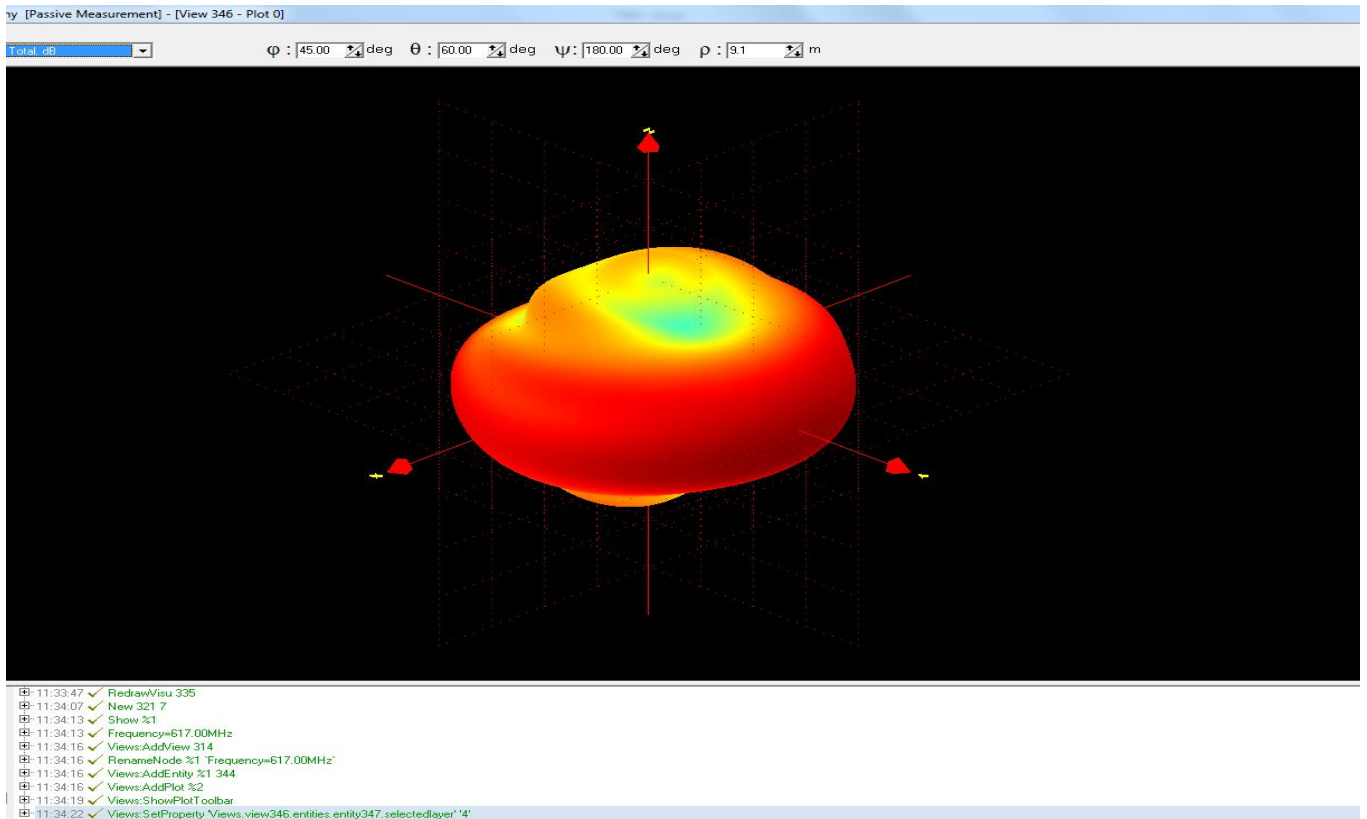 ny [Passive Measurement] - [View 346 - Plot 0]
Total. dB φ : 45.00 deg θ : 60.00 deg ψ: 180.00 deg ρ : 9.1 m
11:33:47 RedrawVisu 335
11:34:07 New 321 7
11:34:13 Show %1
11:34:13 Frequency=617.00MHz
11:34:16 Views:AddView 314
11:34:16 RenameNode %1 `Frequency=617.00MHz`
11:34:16 Views:AddEntity %1 344
11:34:16 Views:AddPlot %2
11:34:19 Views:ShowPlotToolbar
11:34:22 Views:SetProperty 'Views.view346.entities.entity347.selectedlayer' '4'